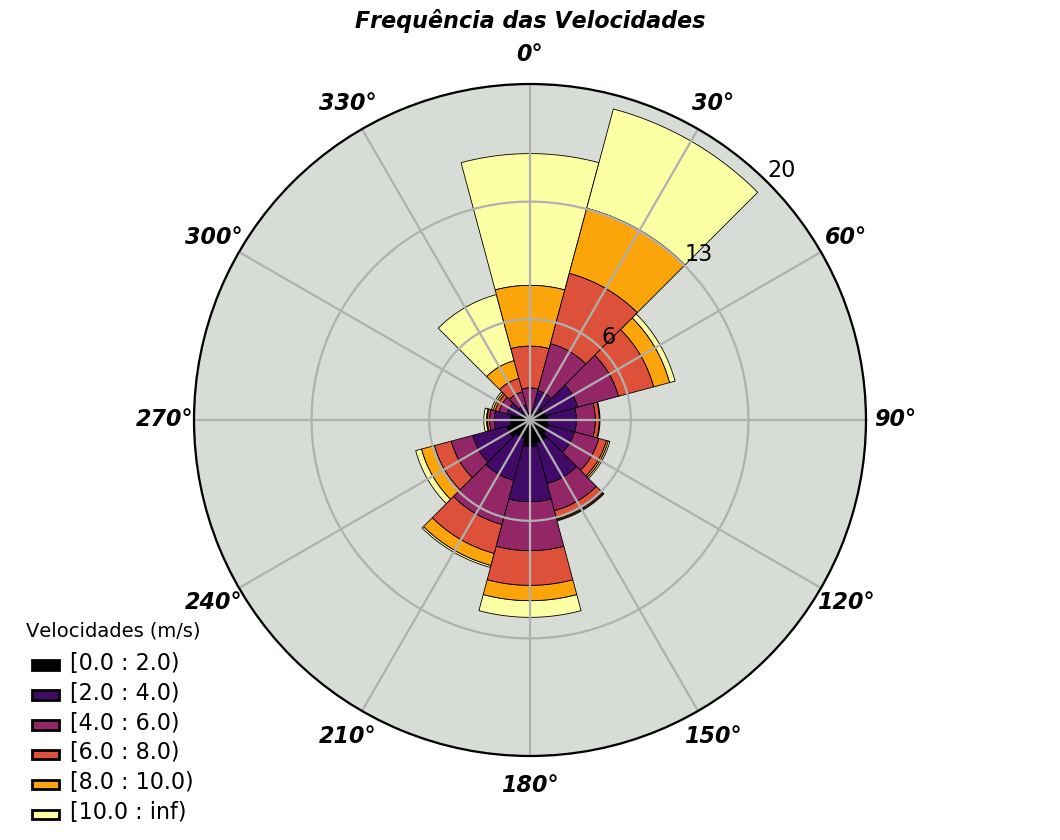 Frequência das Velocidades
0°
330°
30°
20
300°
60°
13
6
270°
90°
240°
120°
210°
150°
180°
Velocidades (m/s)
[0.0 : 2.0)
[2.0 : 4.0)
[4.0 : 6.0)
[6.0 : 8.0)
[8.0 : 10.0)
[10.0 : inf)